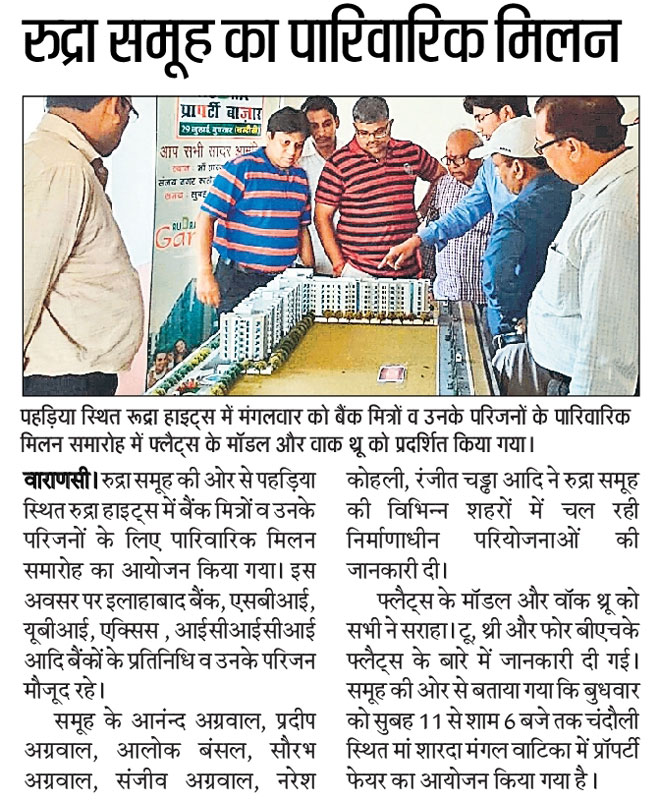 रुद्रा समूह का पारिवारिक मिलन
प्रापर्टी बाज़ार
29 जुलाई, बुधवार (चन्दौली)
आप सभी सादर
संजय नगर
RUDRA
Gar
पहड़िया स्थित रूद्रा हाइट्स में मंगलवार को बैंक मित्रों व उनके परिजनों के पारिवारिक
मिलन समारोह में फ्लैट्स के मॉडल और वाक थ्रू को प्रदर्शित किया गया।
वाराणसी। रुद्रा समूह की ओर से पहड़िया
स्थित रुद्रा हाइट्स में बैंक मित्रों व उनके
परिजनों के लिए पारिवारिक मिलन
समारोह का आयोजन किया गया। इस
अवसर पर इलाहाबाद बैंक, एसबीआई,
यूबीआई, एक्सिस , आईसीआईसीआई
आदि बैंकों के प्रतिनिधि व उनके परिजन
मौजूद रहे।
समूह के आनंन्द अग्रवाल, प्रदीप
अग्रवाल, आलोक बंसल, सौरभ
अग्रवाल, संजीव अग्रवाल, नरेश
कोहली, रंजीत चड्ढा आदि ने रुद्रा समूह
की विभिन्न शहरों में चल रही
निर्माणाधीन परियोजनाओं की
जानकारी दी।
फ्लैट्स के मॉडल और वॉक थ्रू को
सभी ने सराहा। टू, थ्री और फोर बीएचके
फ्लैट्स के बारे में जानकारी दी गई।
समूह की ओर से बताया गया कि बुधवार
को सुबह 11 से शाम 6 बजे तक चंदौली
स्थित मां शारदा मंगल वाटिका में प्रॉपर्टी
फेयर का आयोजन किया गया है।